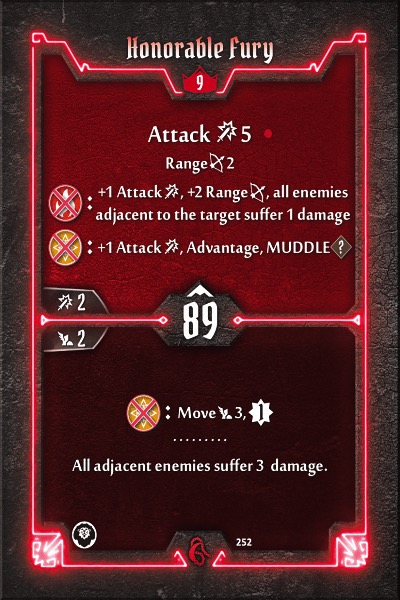 Honorable Fury
9
Attack 5
Range 2
: +1 Attack, +2 Range, all enemies
adjacent to the target suffer 1 damage
: +1 Attack, Advantage, MUDDLE ?
2
89
2
: Move 3, 1
All adjacent enemies suffer 3 damage.
252